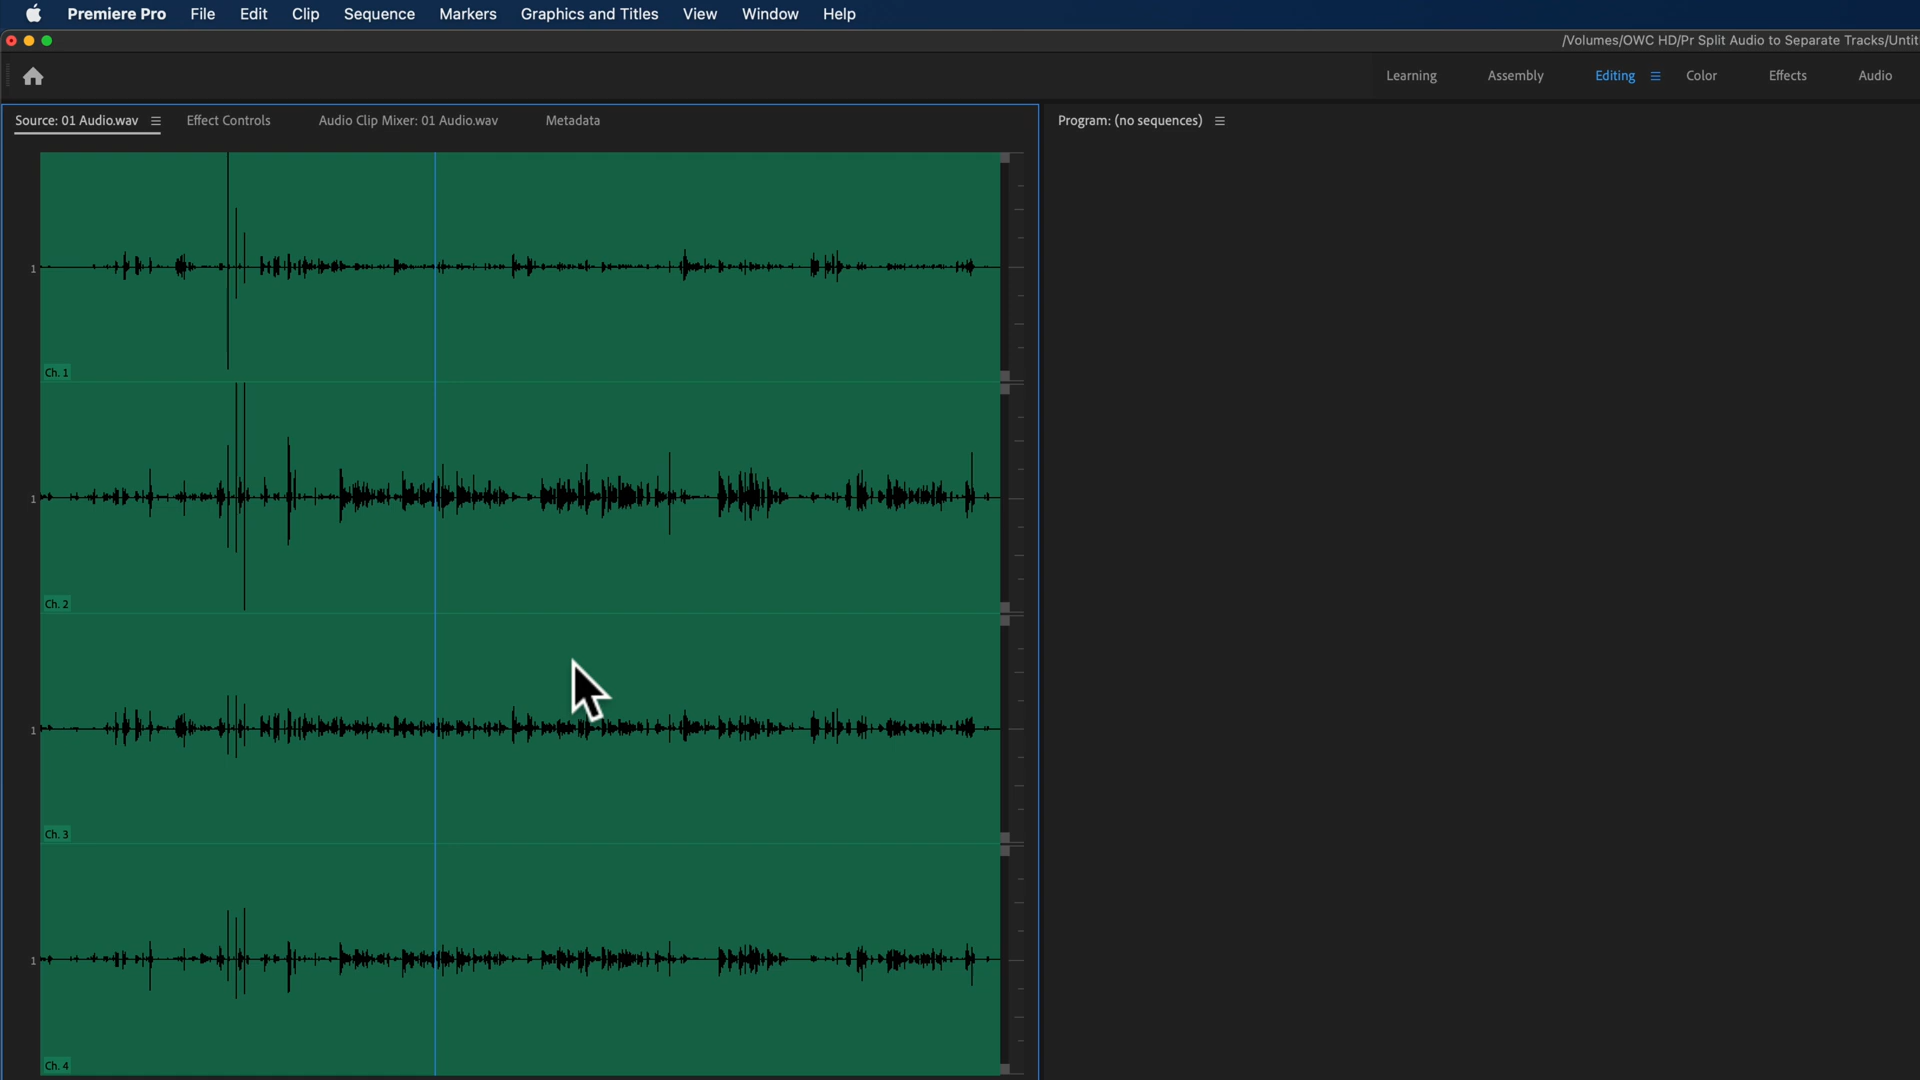 Premiere Pro File Edit Clip Sequence Markers Graphics and Titles View Window Help
/Volumes/OWC HD/Pr Split Audio to Separate Tracks/Untit
Learning Assembly Editing Color Effects Audio
Source: 01 Audio.wav Effect Controls Audio Clip Mixer: 01 Audio.wav Metadata Program: (no sequences)
1
Ch. 1
1
Ch. 2
1
Ch. 3
1
Ch. 4